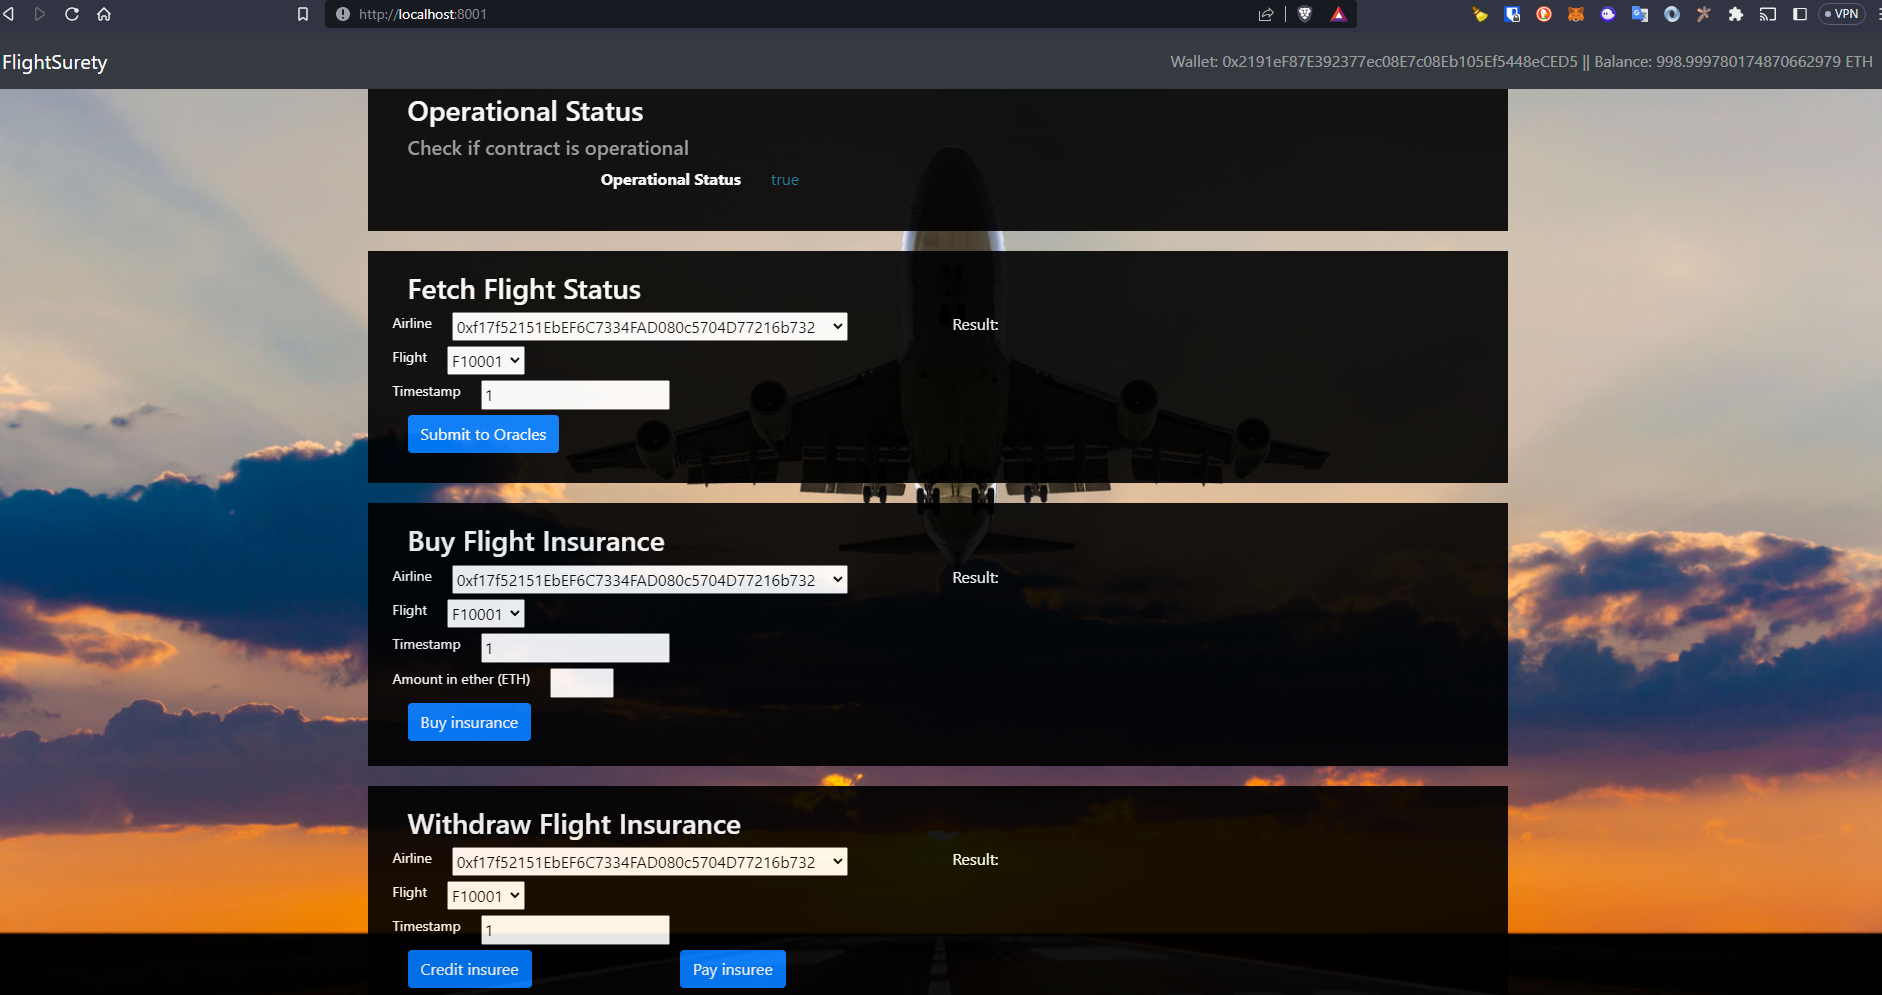 http://localhost:8001
VPN
FlightSurety
Wallet: 0x2191eF87E392377ec08E7c08Eb105Ef5448eCED5 || Balance: 998.999780174870662979 ETH
Operational Status
Check if contract is operational
Operational Status true
Fetch Flight Status
Airline 0xf17f52151EbEF6C7334FAD080c5704D77216b732 Result:
Flight F10001
Timestamp 1
Submit to Oracles
Buy Flight Insurance
Airline 0xf17f52151EbEF6C7334FAD080c5704D77216b732 Result:
Flight F10001
Timestamp 1
Amount in ether (ETH)
Buy insurance
Withdraw Flight Insurance
Airline 0xf17f52151EbEF6C7334FAD080c5704D77216b732 Result:
Flight F10001
Timestamp 1
Credit insuree Pay insuree